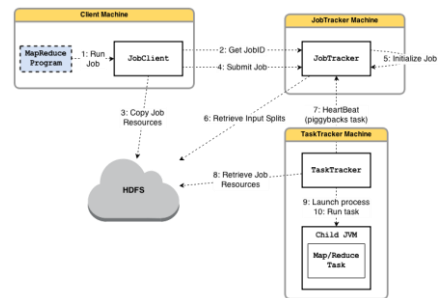 Client Machine
JobTracker Machine
MapReduce
Program
1: Run
Job
JobClient
2: Get JobID
4: Submit Job
JobTracker
5: Initialize Job
3: Copy Job
Resources
6: Retrieve Input Splits
7: HeartBeat
(piggybacks task)
TaskTracker Machine
TaskTracker
8: Retrieve Job
Resources
HDFS
9: Launch process
10: Run task
Child JVM
Map/Reduce
Task